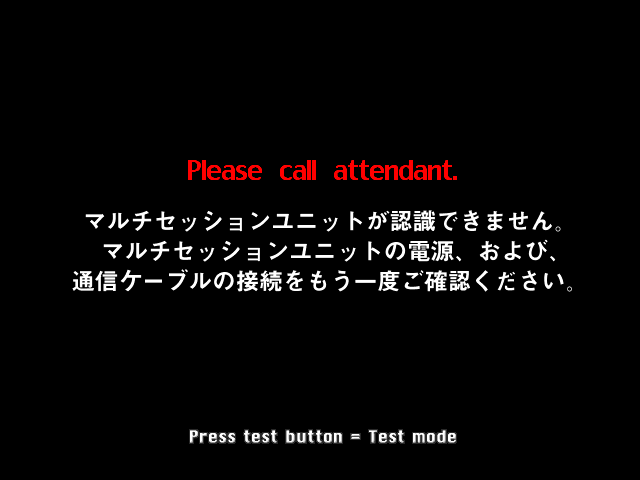 Please call attendant.
マルチセッションユニットが認識できません。
マルチセッションユニットの電源、および、
通信ケーブルの接続をもう一度ご確認ください。
Press test button = Test mode